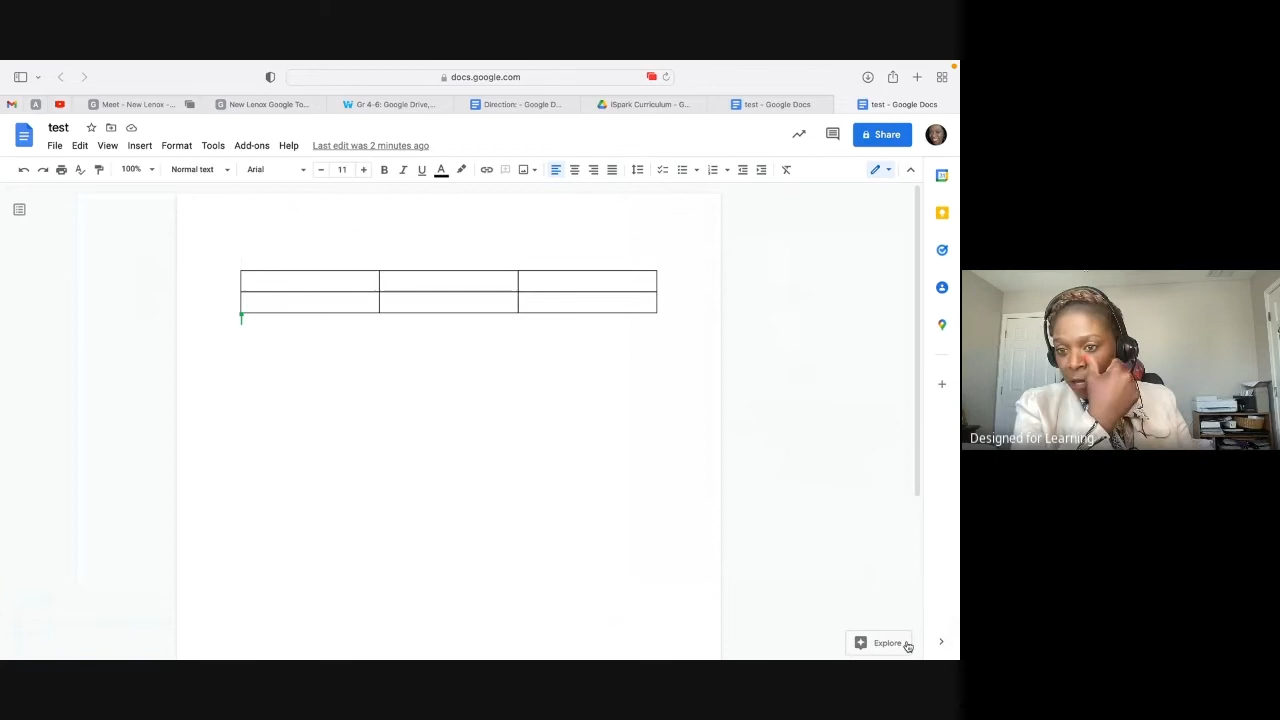 docs.google.com
Meet - New Lenox -...
New Lenox Google To...
Gr 4-6: Google Drive,...
Direction: - Google D...
iSpark Curriculum - G...
test - Google Docs
test - Google Docs
test
File Edit View Insert Format Tools Add-ons Help Last edit was 2 minutes ago
Share
100% Normal text Arial 11 B I U A
Designed for Learning
Explore